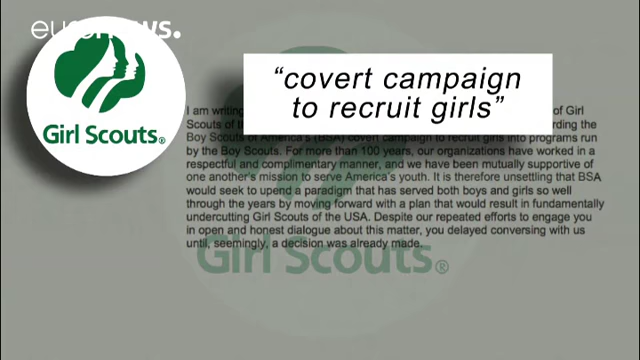 euronews.
Girl Scouts®
“covert campaign
to recruit girls”
I am writing of Girl
Scouts of the rding the
Boy Scouts of America's (BSA) covert campaign to recruit girls into programs run
by the Boy Scouts. For more than 100 years, our organizations have worked in a
respectful and complimentary manner, and we have been mutually supportive of
one another's mission to serve America's youth. It is therefore unsettling that BSA
would seek to upend a paradigm that has served both boys and girls so well
through the years by moving forward with a plan that would result in fundamentally
undercutting Girl Scouts of the USA. Despite our repeated efforts to engage you
in open and honest dialogue about this matter, you delayed conversing with us
until, seemingly, a decision was already made.
Girl Scouts®